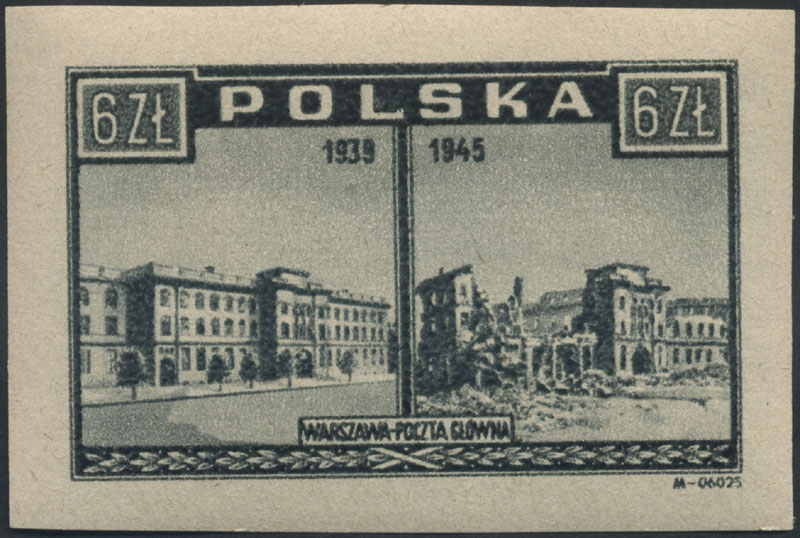 6 ZŁ POLSKA 6 ZŁ
1939 1945
WARSZAWA-POCZTA GŁÓWNA
M-06025